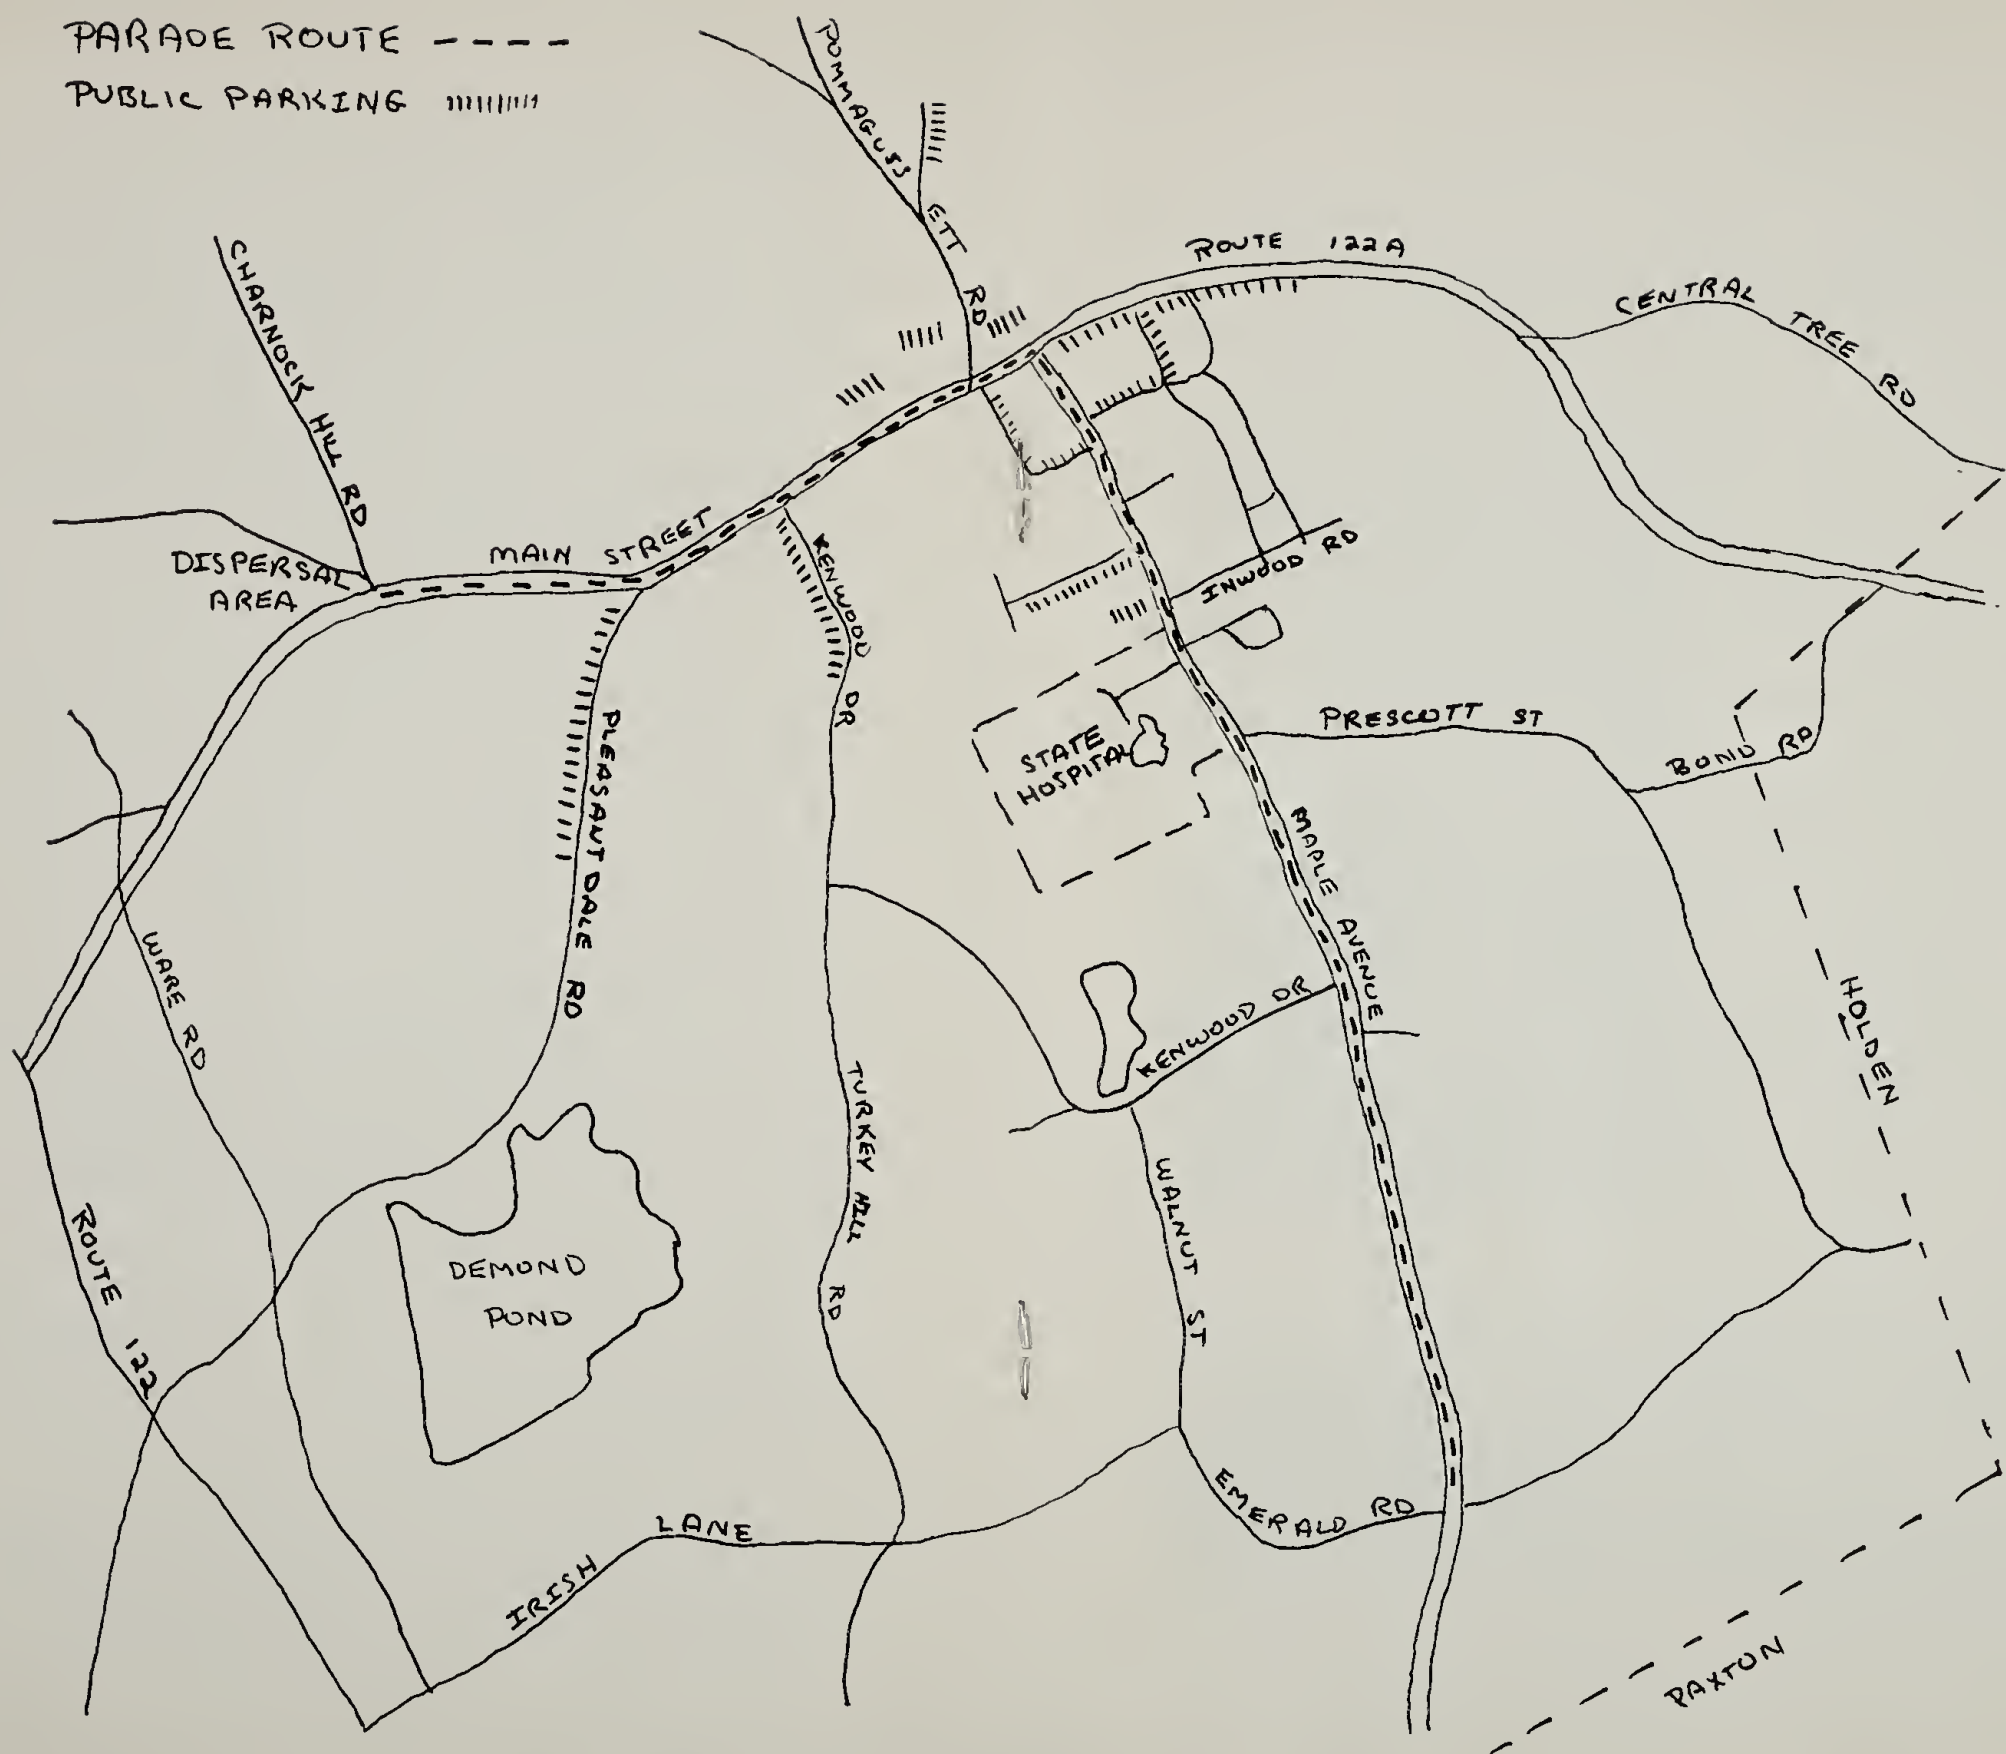 PARADE ROUTE ----
PUBLIC PARKING
POMMAGUSSETT RD
ROUTE 122A
CENTRAL TREE RD
CHARNOCK HILL RD
MAIN STREET
DISPERSAL
AREA
KENWOOD DR
INWOOD RD
PLEASANTDALE RD
STATE
HOSPITAL
PRESCOTT ST
BOND RD
MAPLE AVENUE
WARE RD
HOLDEN
KENWOOD DR
TURKEY HILL RD
WALNUT ST
ROUTE 122
DEMOND
POND
EMERALD RD
IRISH LANE
PAXTON